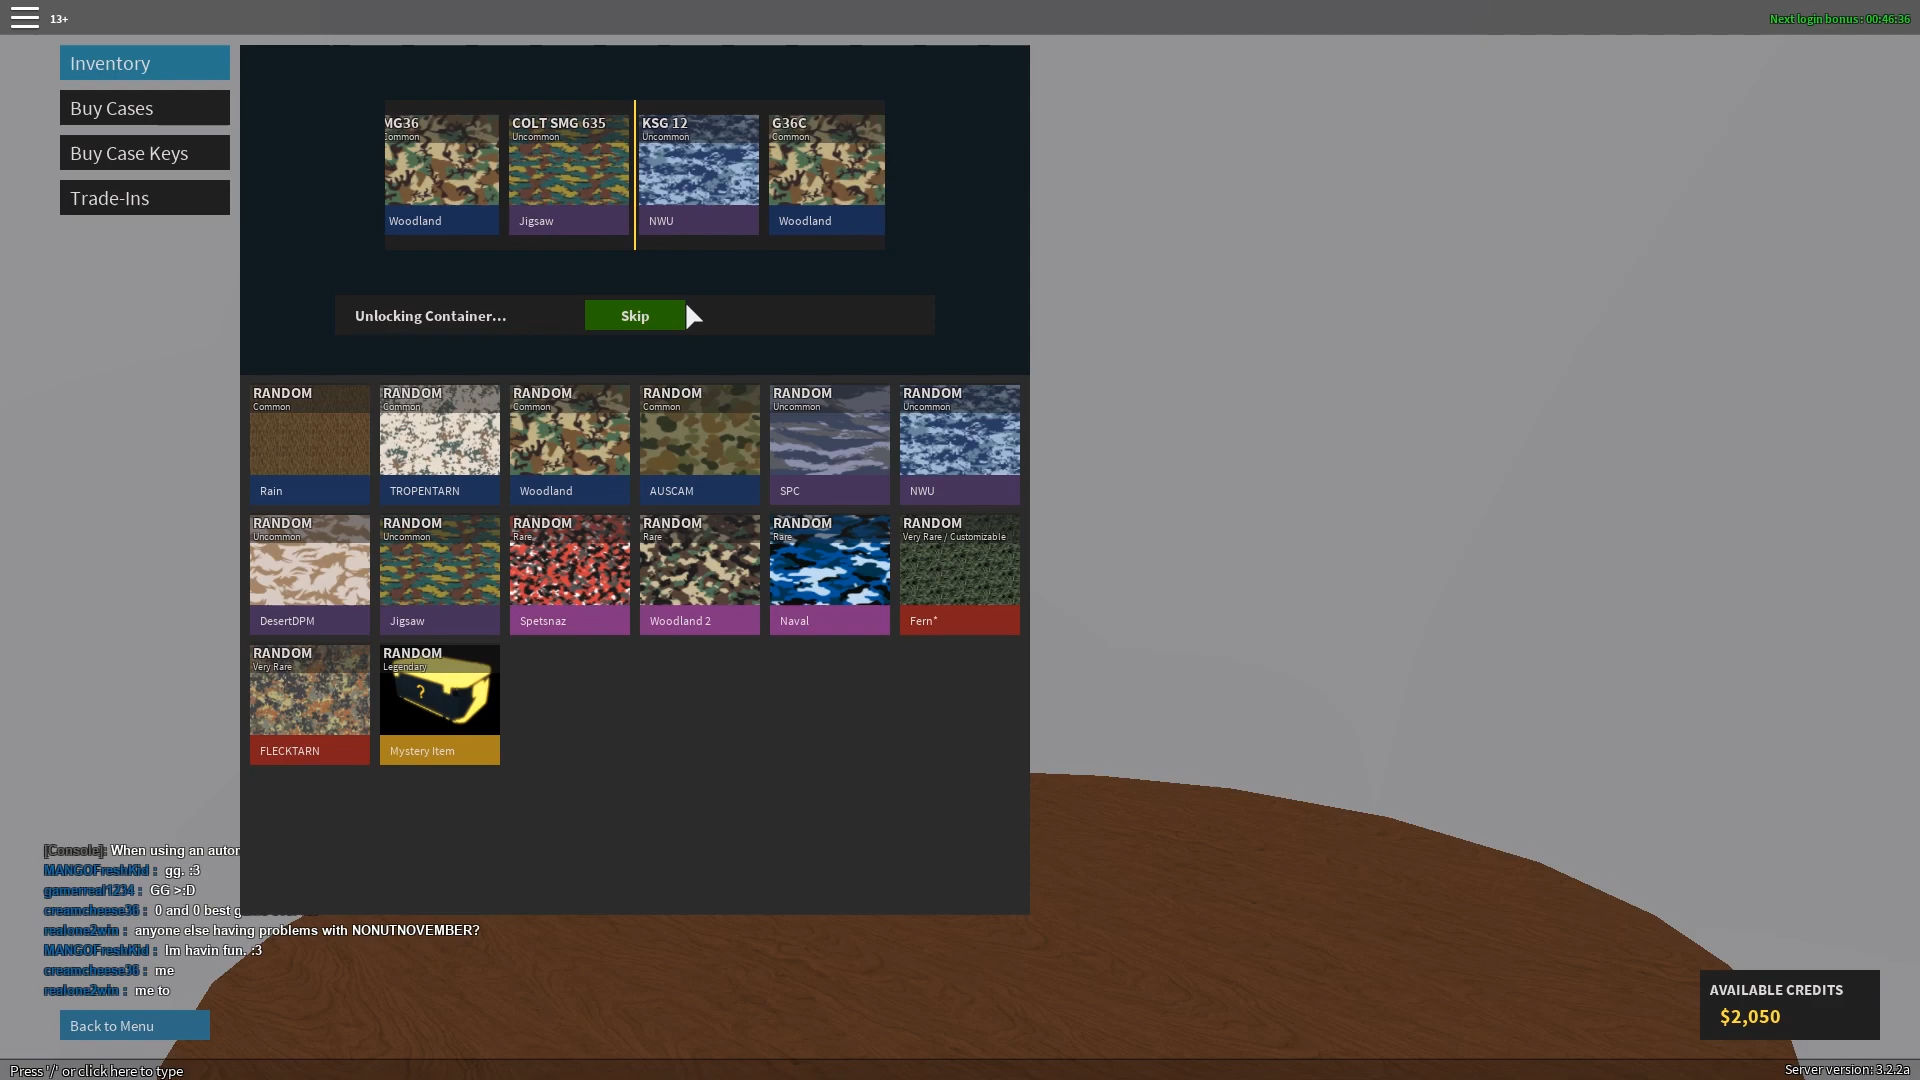 13+
Next login bonus : 00:46:36
Inventory
Buy Cases
Buy Case Keys
Trade-Ins
MG36
Common
Woodland
COLT SMG 635
Uncommon
Jigsaw
KSG 12
Uncommon
NWU
G36C
Common
Woodland
Unlocking Container...
Skip
RANDOM
Common
Rain
RANDOM
Common
TROPENTARN
RANDOM
Common
Woodland
RANDOM
Common
AUSCAM
RANDOM
Uncommon
SPC
RANDOM
Uncommon
NWU
RANDOM
Uncommon
DesertDPM
RANDOM
Uncommon
Jigsaw
RANDOM
Rare
Spetsnaz
RANDOM
Rare
Woodland 2
RANDOM
Rare
Naval
RANDOM
Very Rare / Customizable
Fern*
RANDOM
Very Rare
FLECKTARN
RANDOM
Legendary
?
Mystery Item
[Console]: When using an
MANGOFreshKid : gg. :3
gamerreal1234 : GG >:D
creamcheese36 : 0 and 0 best
realone2win : anyone else having problems with NONUTNOVEMBER?
MANGOFreshKid : Im havin fun. :3
creamcheese36 : me
realone2win : me to
Back to Menu
AVAILABLE CREDITS
$2,050
Press '/' or click here to type
Server version: 3.2.2a